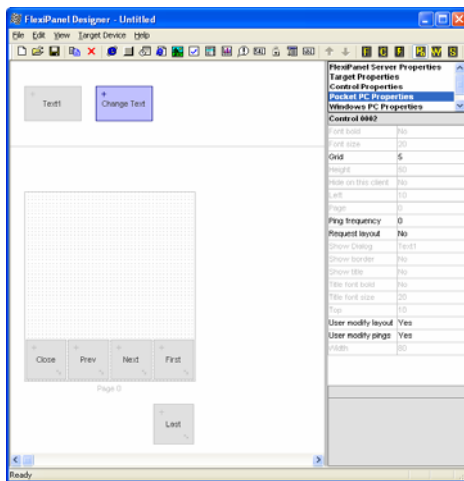 FlexiPanel Designer - Untitled
File Edit View Target Device Help
Text1
Change Text
FlexiPanel Server Properties
Target Properties
Control Properties
Pocket PC Properties
Windows PC Properties
Control 0002
Font bold No
Font size 20
Grid 5
Height 50
Hide on this client No
Left 10
Page 0
Ping frequency 0
Request layout No
Show Dialog Text1
Show border No
Show title No
Title font bold No
Title font size 20
Top 10
User modify layout Yes
User modify pings Yes
Width 80
Close Prev Next First
Page 0
Last
Ready